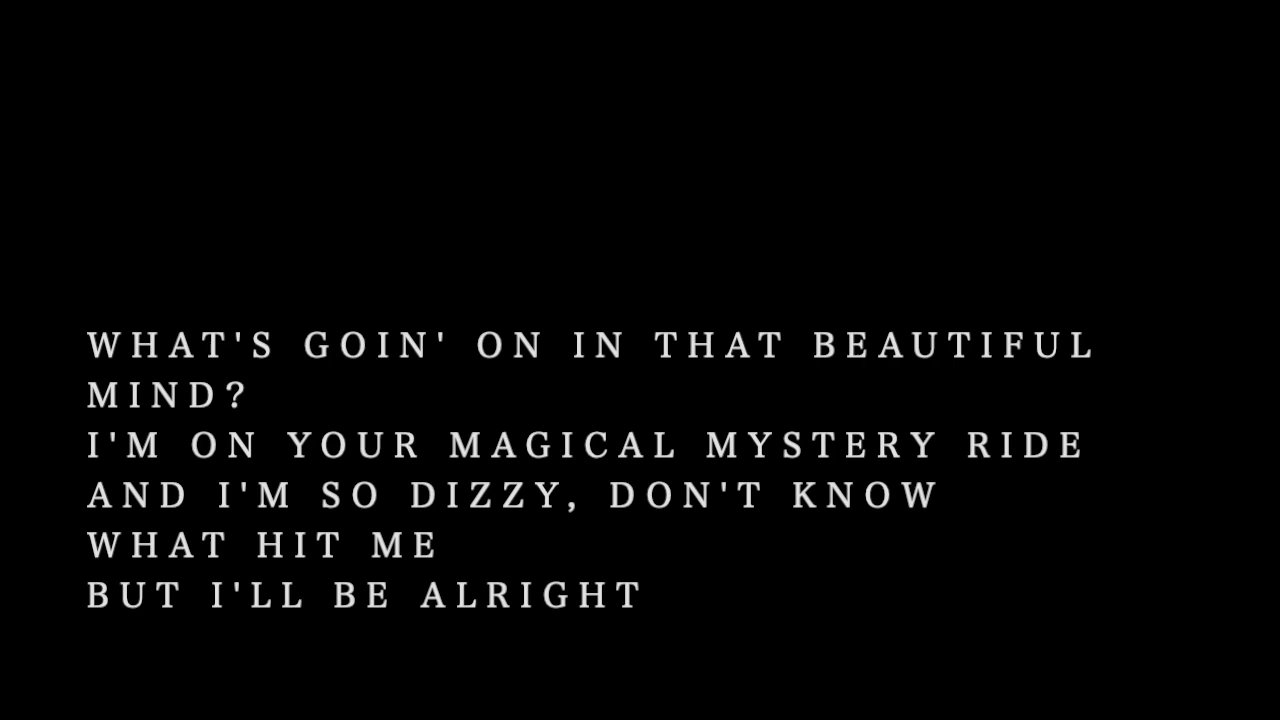 WHAT'S GOIN' ON IN THAT BEAUTIFUL
MIND?
I'M ON YOUR MAGICAL MYSTERY RIDE
AND I'M SO DIZZY, DON'T KNOW
WHAT HIT ME
BUT I'LL BE ALRIGHT